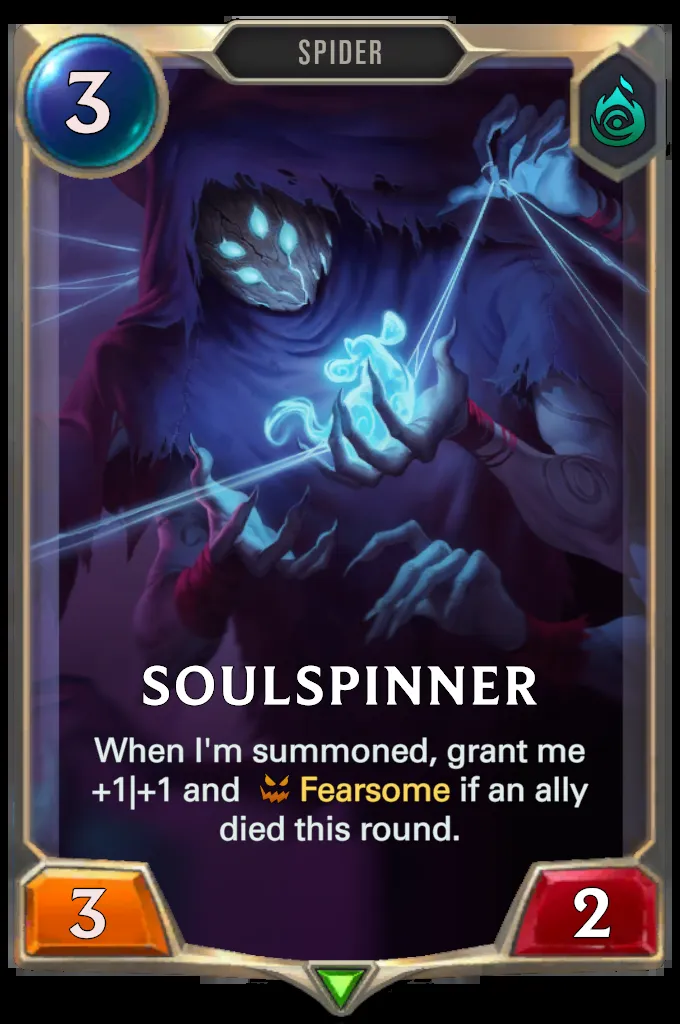 SPIDER
3
SOULSPINNER
When I'm summoned, grant me
+1|+1 and Fearsome if an ally
died this round.
3
2